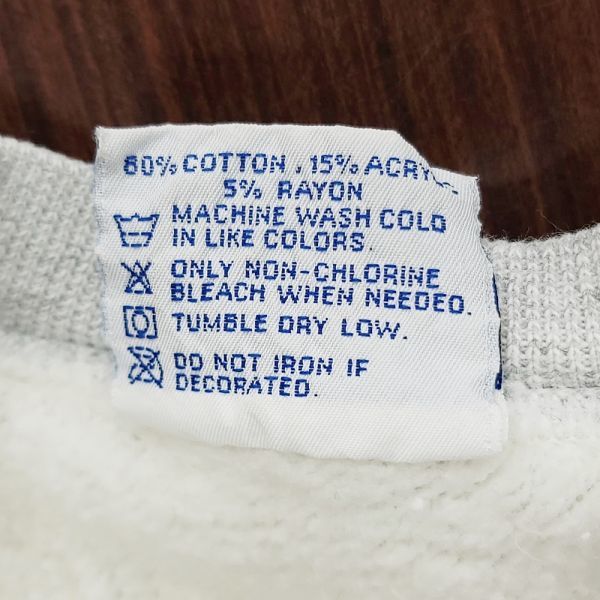 80% COTTON . 15% ACRYLIC
5% RAYON
MACHINE WASH COLD
IN LIKE COLORS.
ONLY NON-CHLORINE
BLEACH WHEN NEEDED.
TUMBLE DRY LOW.
DO NOT IRON IF
DECORATED.